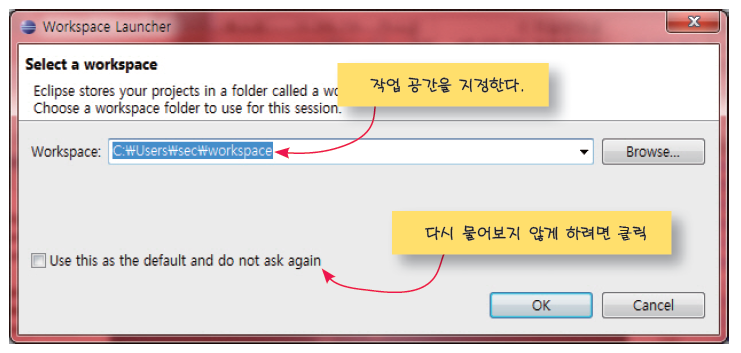 Workspace Launcher
Select a workspace
Eclipse stores your projects in a folder called a wo
Choose a workspace folder to use for this session.
작업 공간을 지정한다.
Workspace: C:₩Users₩sec₩workspace Browse...
다시 물어보지 않게 하려면 클릭
Use this as the default and do not ask again
OK Cancel